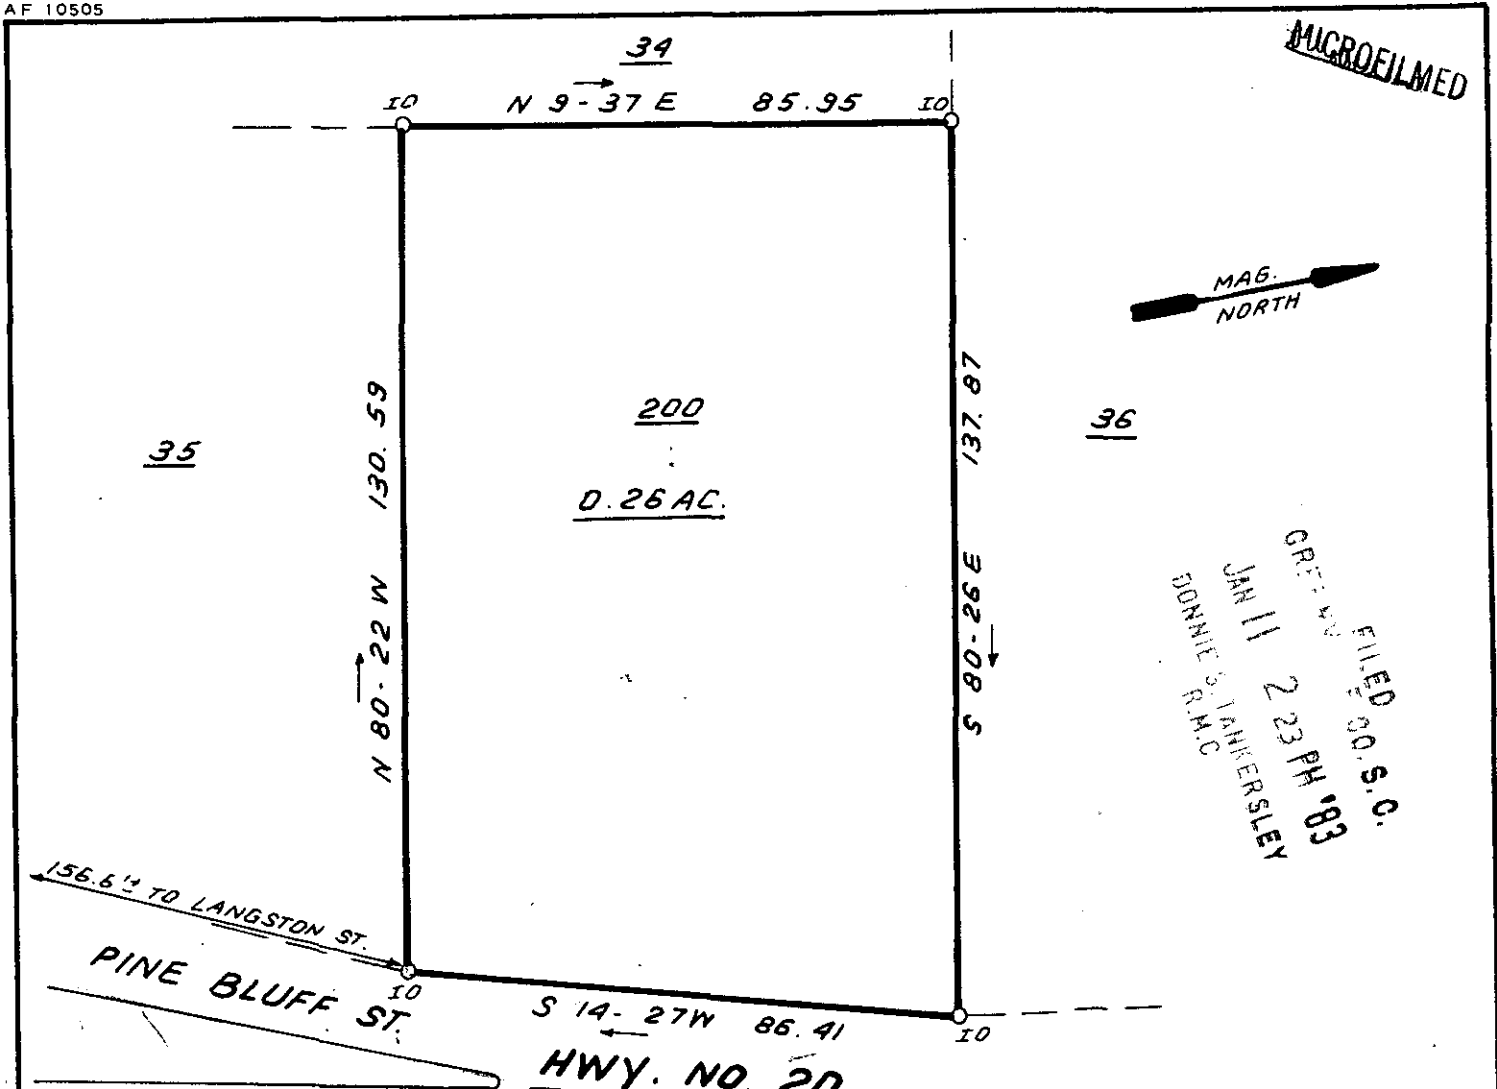 AF 10505
MICROFILMED
34
IO N 9-37 E 85.95 IO
MAG.
NORTH
N 80-22 W 130.59
200
0.26 AC.
S 80-26 E 137.87
35
36
FILED
CO. S. C.
JAN 11 2 23 PM '83
DONNIE S. TANKERSLEY
R.M.C
156.6'± TO LANGSTON ST.
PINE BLUFF ST.
IO
S 14-27W 86.41
IO
HWY. NO.